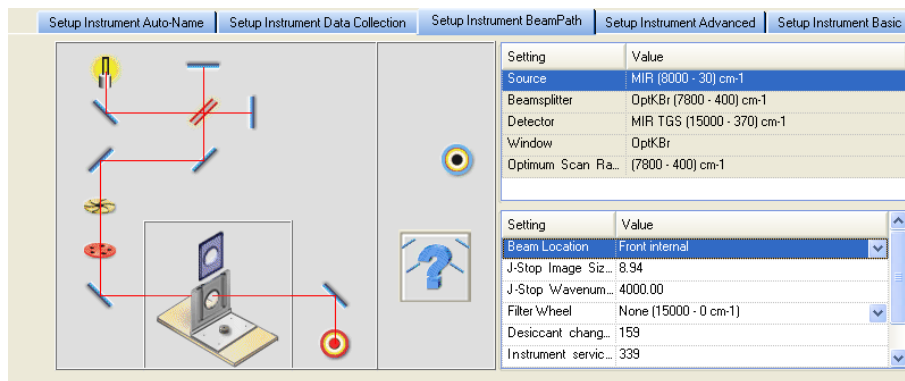 Setup Instrument Auto-Name Setup Instrument Data Collection Setup Instrument BeamPath Setup Instrument Advanced Setup Instrument Basic
Setting Value
Source MIR (8000 - 30) cm-1
Beamsplitter OptKBr (7800 - 400) cm-1
Detector MIR TGS (15000 - 370) cm-1
Window OptKBr
Optimum Scan Ra... (7800 - 400) cm-1
Setting Value
Beam Location Front internal
J-Stop Image Siz... 8.94
J-Stop Wavenum... 4000.00
Filter Wheel None (15000 - 0 cm-1)
Desiccant chang... 159
Instrument servic... 339